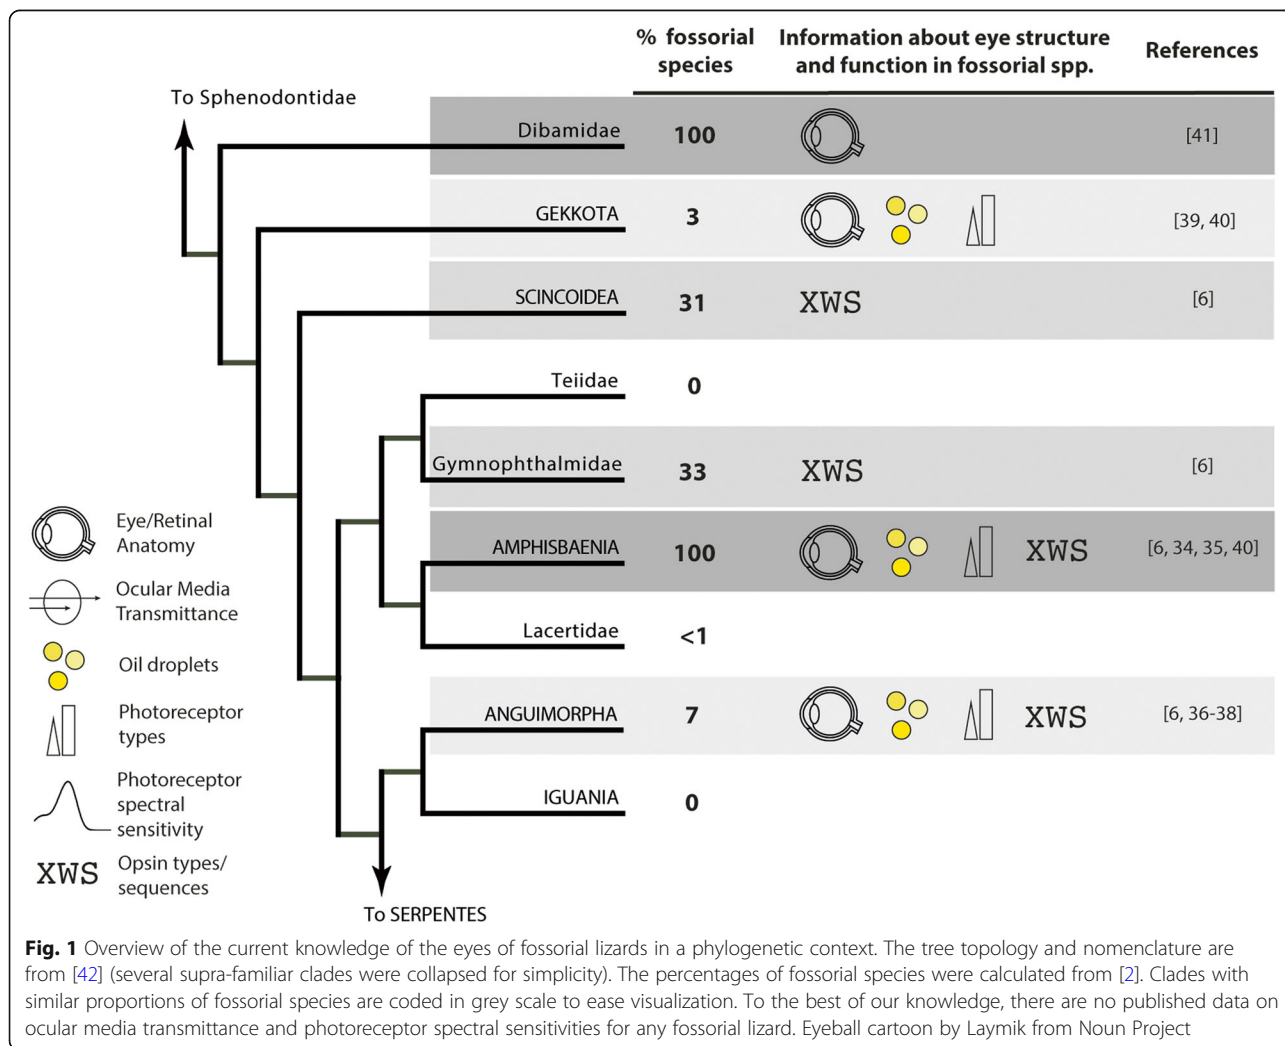 % fossorial species
Information about eye structure and function in fossorial spp.
References
To Sphenodontidae
Dibamidae 100 [41]
GEKKOTA 3 [39, 40]
SCINCOIDEA 31 XWS [6]
Teiidae 0
Gymnophthalmidae 33 XWS [6]
AMPHISBAENIA 100 XWS [6, 34, 35, 40]
Lacertidae <1
ANGUIMORPHA 7 XWS [6, 36-38]
IGUANIA 0
To SERPENTES
Eye/Retinal
Anatomy
Ocular Media
Transmittance
Oil droplets
Photoreceptor
types
Photoreceptor
spectral
sensitivity
XWS Opsin types/
sequences
Fig. 1 Overview of the current knowledge of the eyes of fossorial lizards in a phylogenetic context. The tree topology and nomenclature are
from [42] (several supra-familiar clades were collapsed for simplicity). The percentages of fossorial species were calculated from [2]. Clades with
similar proportions of fossorial species are coded in grey scale to ease visualization. To the best of our knowledge, there are no published data on
ocular media transmittance and photoreceptor spectral sensitivities for any fossorial lizard. Eyeball cartoon by Laymik from Noun Project